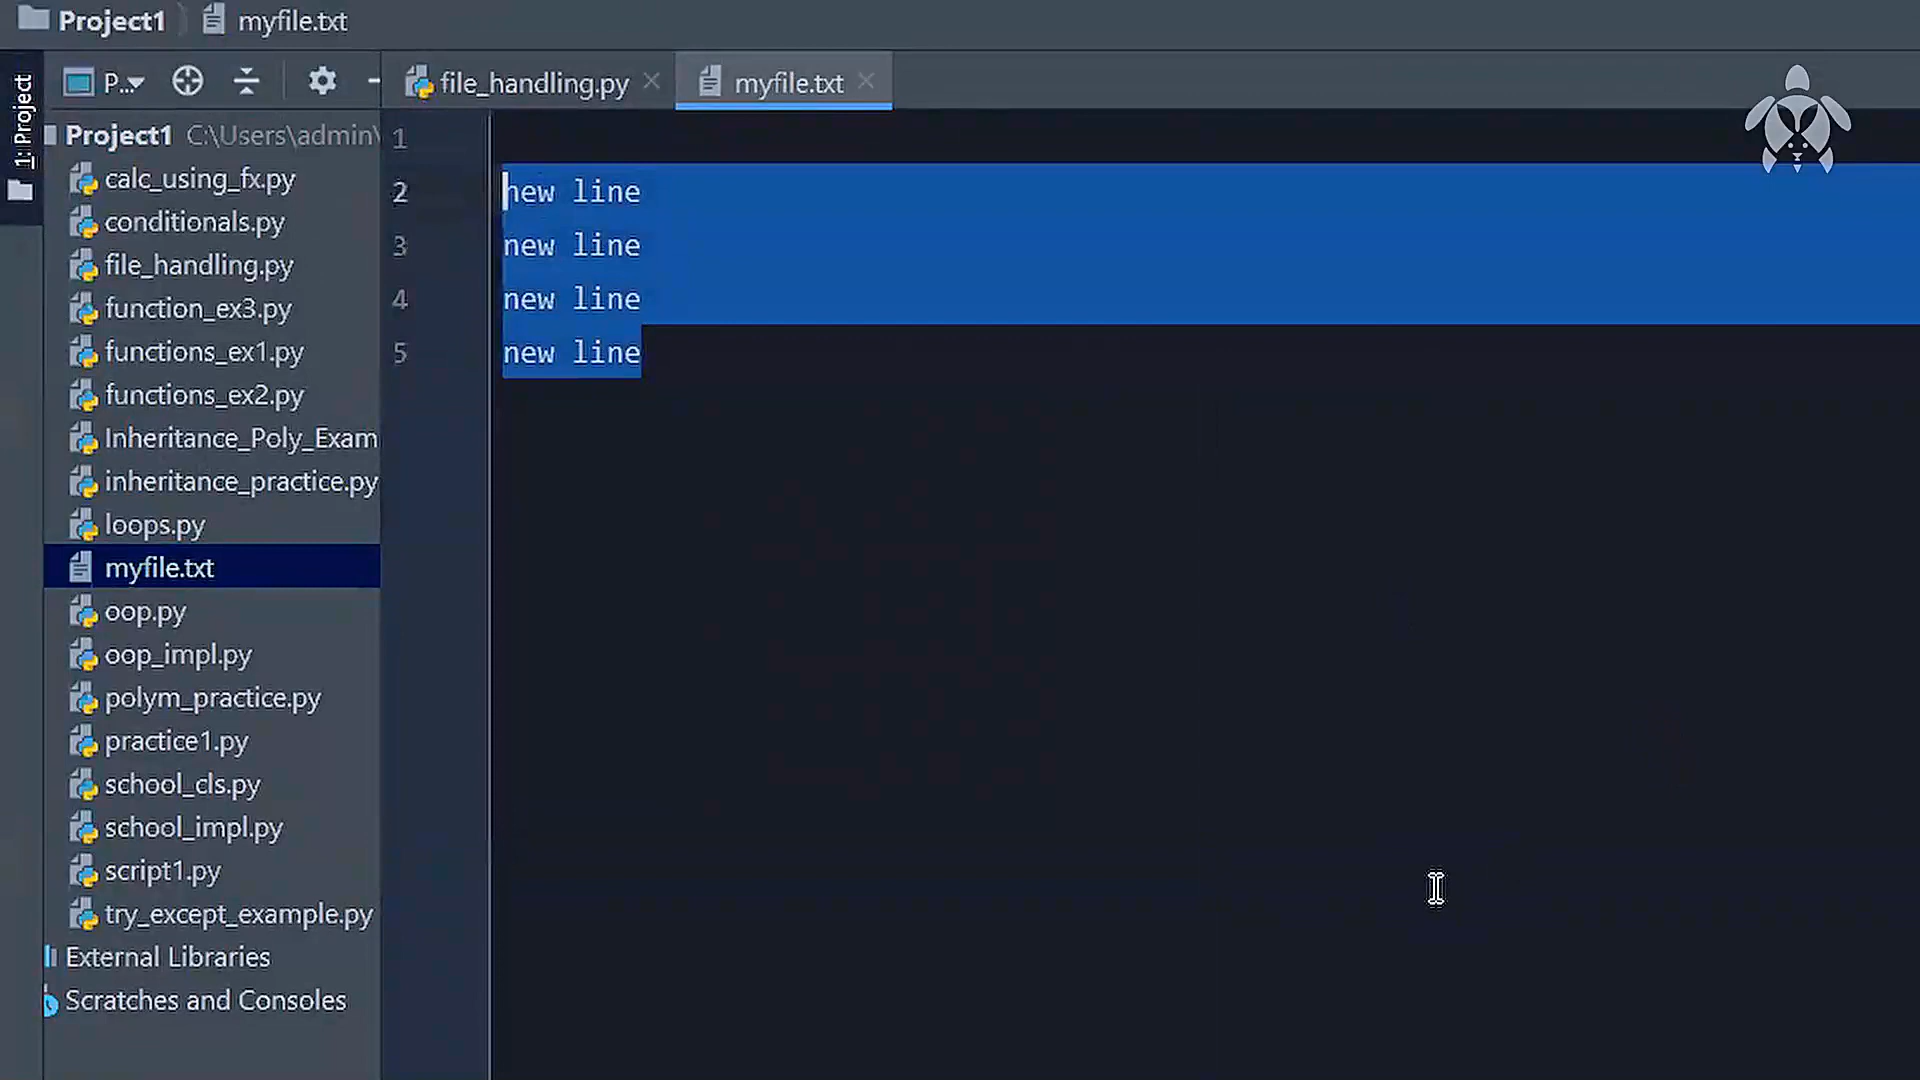 Project1 myfile.txt
1: Project
P... file_handling.py myfile.txt
Project1 C:\Users\admin\
calc_using_fx.py
conditionals.py
file_handling.py
function_ex3.py
functions_ex1.py
functions_ex2.py
Inheritance_Poly_Exam
inheritance_practice.py
loops.py
myfile.txt
oop.py
oop_impl.py
polym_practice.py
practice1.py
school_cls.py
school_impl.py
script1.py
try_except_example.py
External Libraries
Scratches and Consoles
1
2 new line
3 new line
4 new line
5 new line